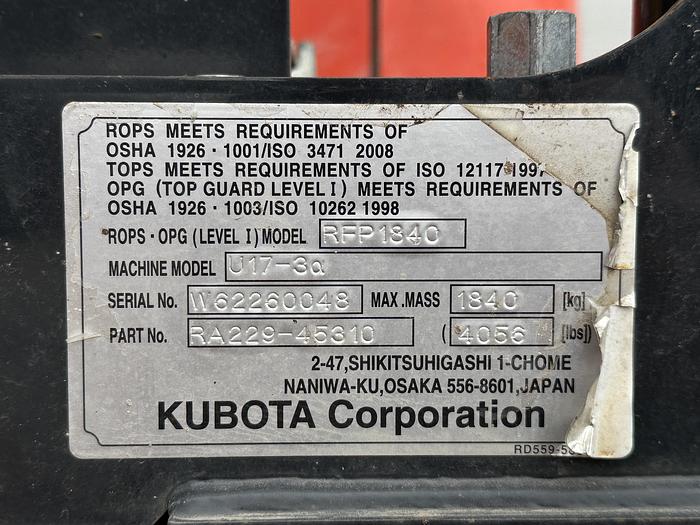 ROPS MEETS REQUIREMENTS OF
OSHA 1926・1001/ISO 3471 2008
TOPS MEETS REQUIREMENTS OF ISO 12117 1997
OPG (TOP GUARD LEVEL I) MEETS REQUIREMENTS OF
OSHA 1926・1003/ISO 10262 1998
ROPS・OPG (LEVEL I) MODEL RFP1840
MACHINE MODEL U17-3α
SERIAL No. W62260048 MAX.MASS 1840 [kg]
PART No. RA229-45310 (4056 [lbs])
2-47,SHIKITSUHIGASHI 1-CHOME
NANIWA-KU,OSAKA 556-8601,JAPAN
KUBOTA Corporation